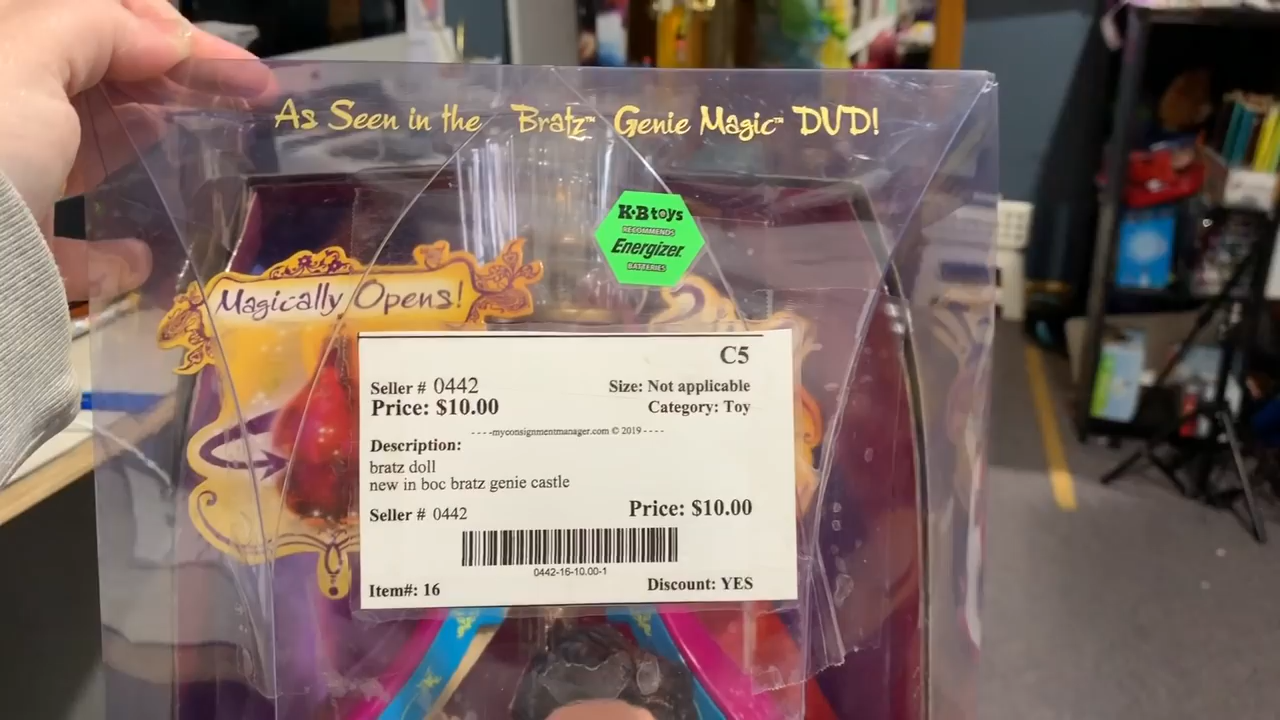 As Seen in the Bratz™ Genie Magic™ DVD!
K·B toys
RECOMMENDS
Energizer.
BATTERIES
Magically Opens!
C5
Seller # 0442
Size: Not applicable
Price: $10.00
Category: Toy
----myconsignmentmanager.com © 2019----
Description:
bratz doll
new in boc bratz genie castle
Seller # 0442
Price: $10.00
0442-16-10.00-1
Item#: 16
Discount: YES